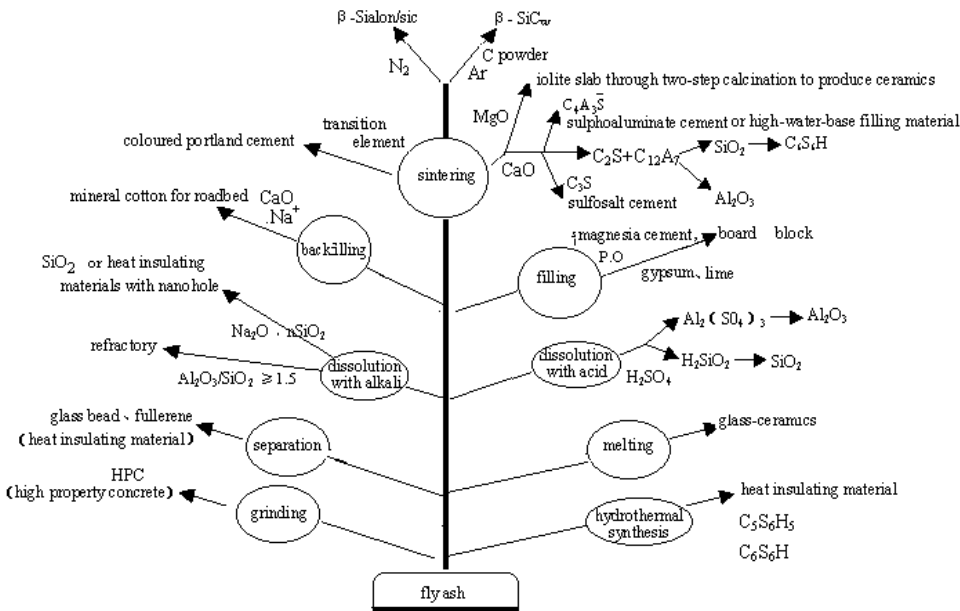 β-Sialon/sic
β-SiCw
N2
Ar
C powder
iolite slab through two-step calcination to produce ceramics
MgO
C4A3S̄
sulphoaluminate cement or high-water-base filling material
transition
element
coloured portland cement
sintering
CaO
C2S+C12A7
SiO2
C6S6H
Al2O3
C3S
sulfosalt cement
mineral cotton for roadbed
CaO
.Na+
backfilling
magnesia cement,
board block
P.O
filling
gypsum、lime
SiO2 or heat insulating
materials with nanohole
Na2O . nSiO2
refractory
Al2O3/SiO2 ≥1.5
dissolution
with alkali
dissolution
with acid
H2SO4
Al2(SO4)3
Al2O3
H2SiO2
SiO2
glass bead、fullerene
(heat insulating material)
separation
melting
glass-ceramics
HPC
(high property concrete)
grinding
hydrothermal
synthesis
heat insulating material
C5S6H5
C6S6H
fly ash